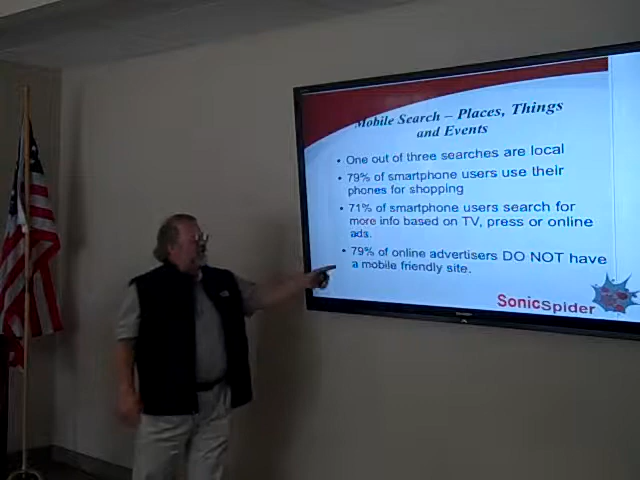 Mobile Search – Places, Things
and Events
• One out of three searches are local
• 79% of smartphone users use their
phones for shopping
• 71% of smartphone users search for
more info based on TV, press or online
ads.
• 79% of online advertisers DO NOT have
a mobile friendly site.
SonicSpider